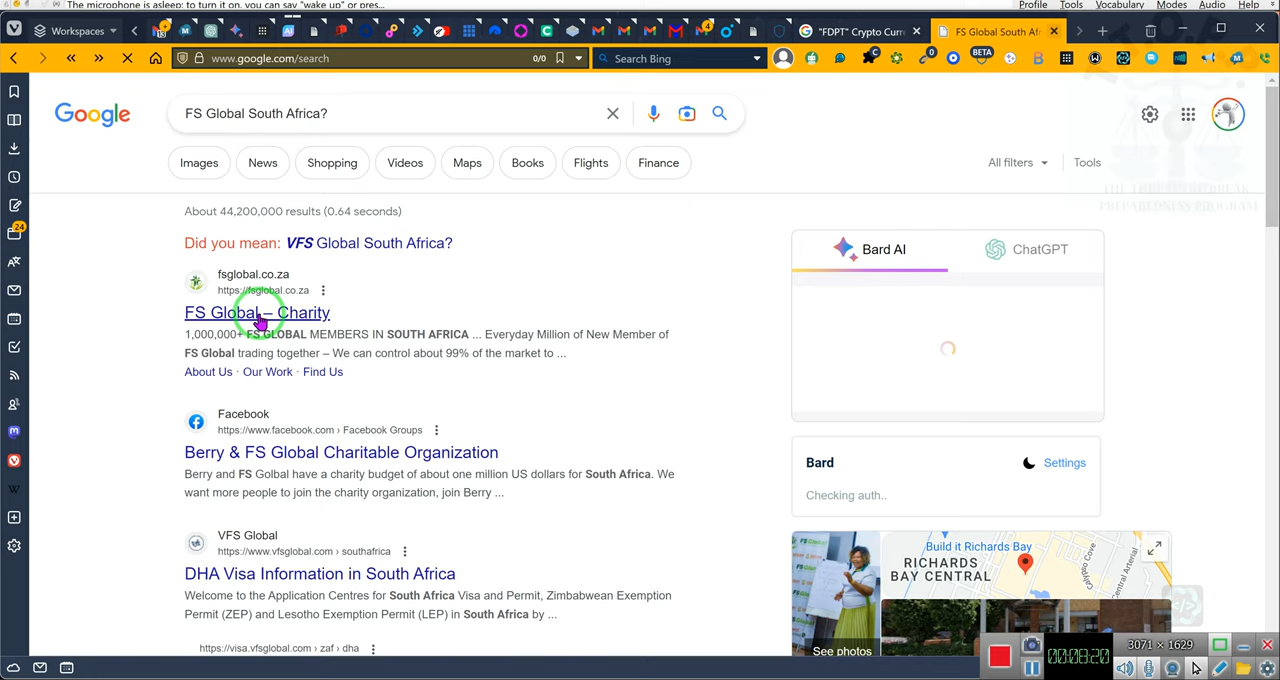 The microphone is asleep: to turn it on, you can say "wake up" or pres...
Profile Tools Vocabulary Modes Audio Help
Workspaces
"FDPT" Crypto Curr
FS Global South Afr
www.google.com/search
0/0
Search Bing
BETA
Google
FS Global South Africa?
Images
News
Shopping
Videos
Maps
Books
Flights
Finance
All filters
Tools
About 44,200,000 results (0.64 seconds)
Did you mean: VFS Global South Africa?
fsglobal.co.za
https://fsglobal.co.za
FS Global – Charity
1,000,000+ FS GLOBAL MEMBERS IN SOUTH AFRICA ... Everyday Million of New Member of
FS Global trading together – We can control about 99% of the market to ...
About Us · Our Work · Find Us
Facebook
https://www.facebook.com › Facebook Groups
Berry & FS Global Charitable Organization
Berry and FS Golbal have a charity budget of about one million US dollars for South Africa. We
want more people to join the charity organization, join Berry ...
VFS Global
https://www.vfsglobal.com › southafrica
DHA Visa Information in South Africa
Welcome to the Application Centres for South Africa Visa and Permit, Zimbabwean Exemption
Permit (ZEP) and Lesotho Exemption Permit (LEP) in South Africa by ...
https://visa.vfsglobal.com › zaf › dha
Bard AI
ChatGPT
Bard
Settings
Checking auth..
Build it Richards Bay
RICHARDS
BAY CENTRAL
See photos
24
3071 × 1629
00:08:20